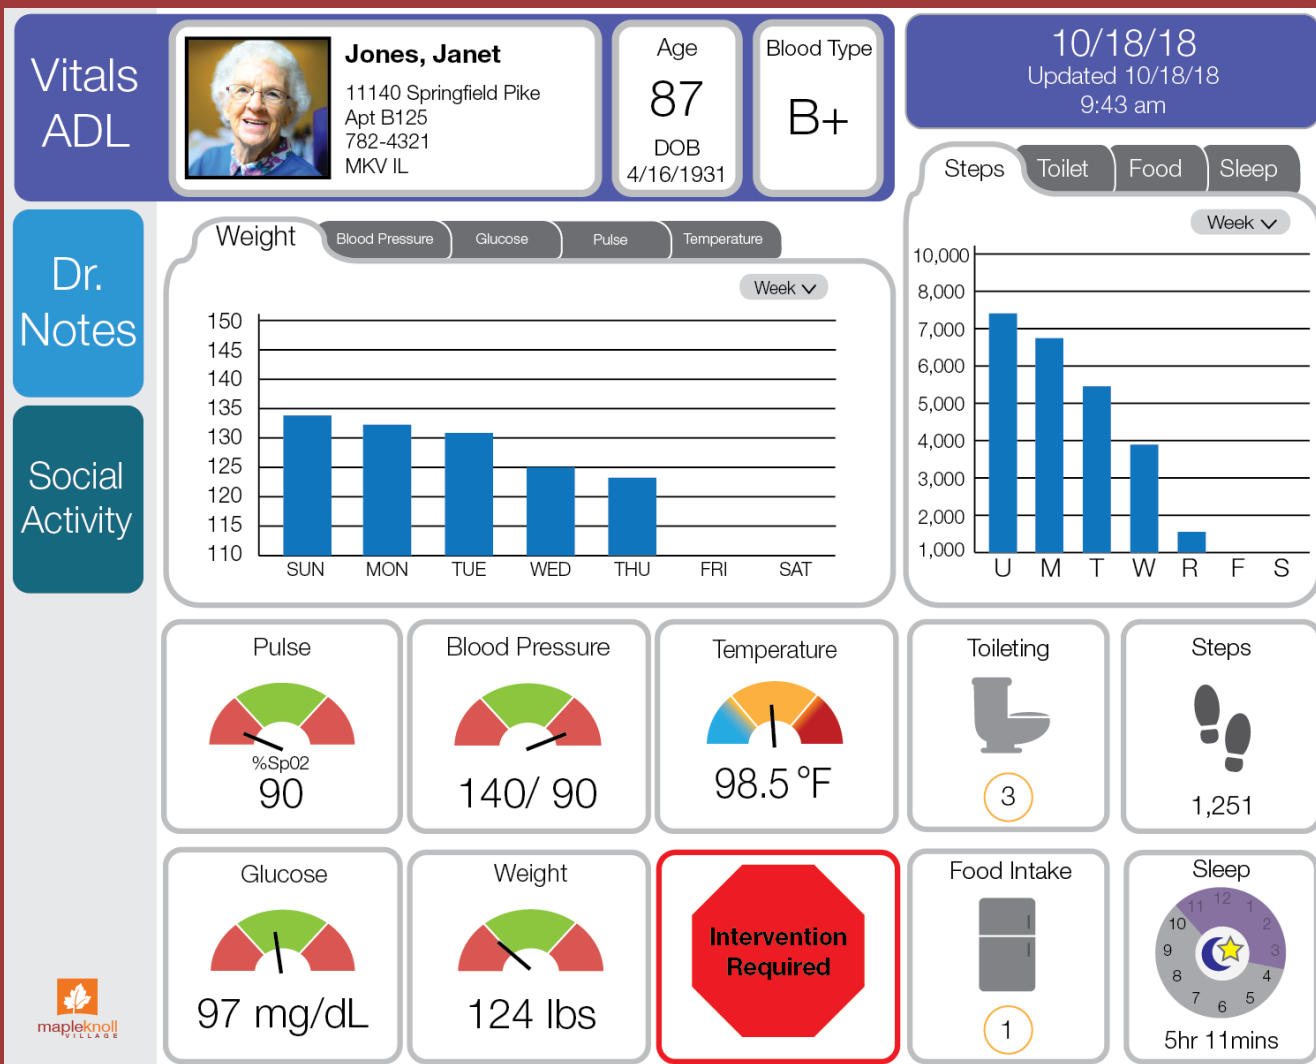 Vitals
ADL
Jones, Janet
11140 Springfield Pike
Apt B125
782-4321
MKV IL
Age
87
DOB
4/16/1931
Blood Type
B+
10/18/18
Updated 10/18/18
9:43 am
Dr.
Notes
Social
Activity
Weight
Blood Pressure
Glucose
Pulse
Temperature
Week
150
145
140
135
130
125
120
115
110
SUN MON TUE WED THU FRI SAT
Steps
Toilet
Food
Sleep
Week
10,000
8,000
7,000
6,000
5,000
4,000
3,000
2,000
1,000
U M T W R F S
Pulse
%Sp02
90
Blood Pressure
140/ 90
Temperature
98.5 °F
Toileting
3
Steps
1,251
Glucose
97 mg/dL
Weight
124 lbs
Intervention
Required
Food Intake
1
Sleep
12
1
2
3
4
5
6
7
8
9
10
11
5hr 11mins
mapleknoll
VILLAGE